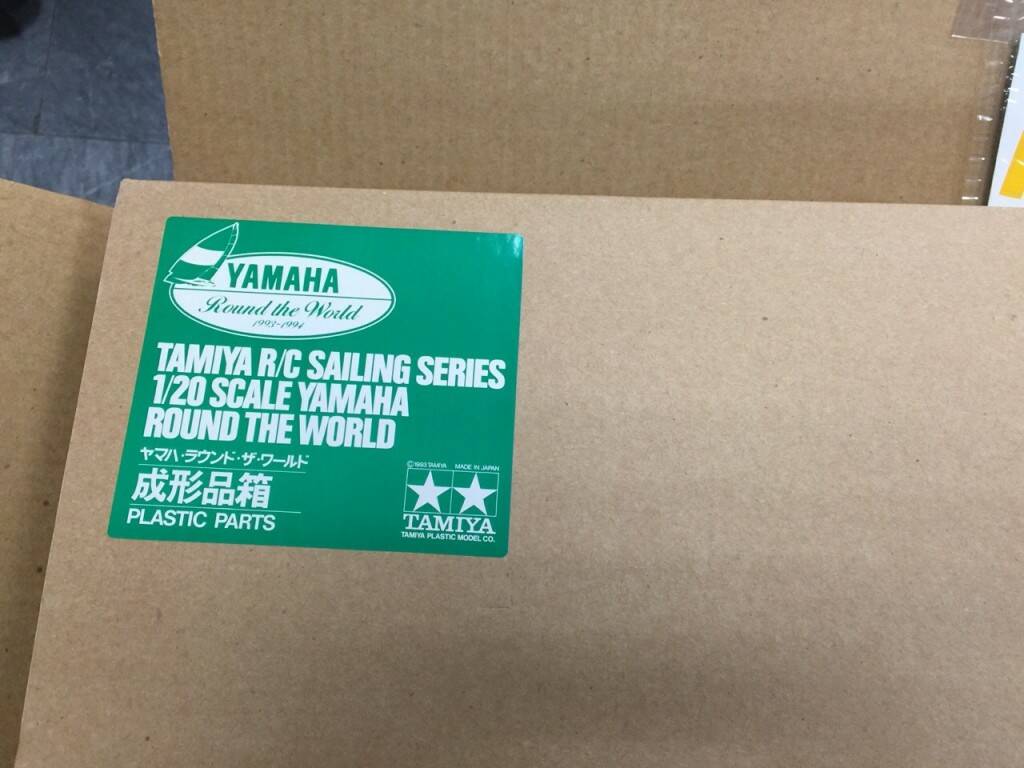 YAMAHA
Round the World
1993-1994
TAMIYA R/C SAILING SERIES
1/20 SCALE YAMAHA
ROUND THE WORLD
ヤマハ・ラウンド・ザ・ワールド
成形品箱
PLASTIC PARTS
©1993 TAMIYA MADE IN JAPAN
TAMIYA
TAMIYA PLASTIC MODEL CO.